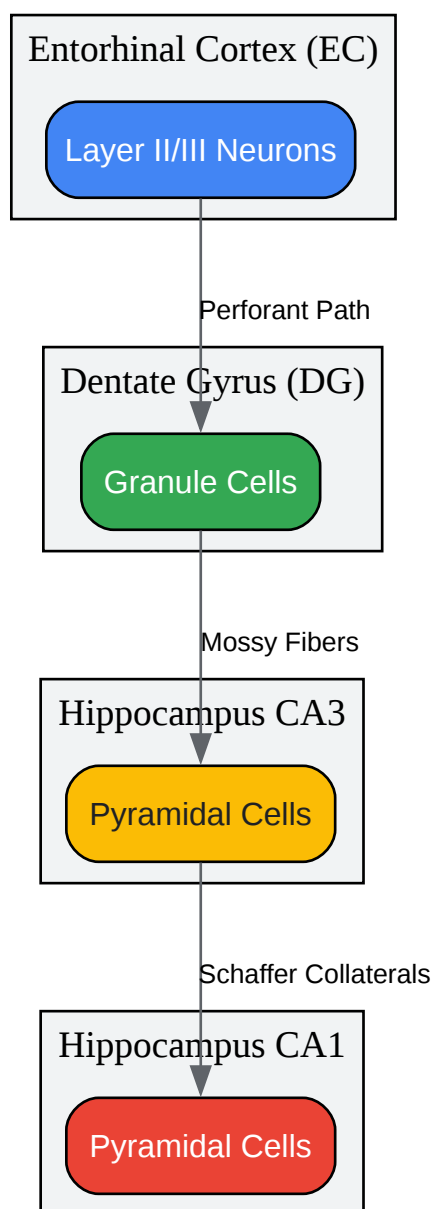 Entorhinal Cortex (EC)
Layer II/III Neurons
Perforant Path
Dentate Gyrus (DG)
Granule Cells
Mossy Fibers
Hippocampus CA3
Pyramidal Cells
Schaffer Collaterals
Hippocampus CA1
Pyramidal Cells